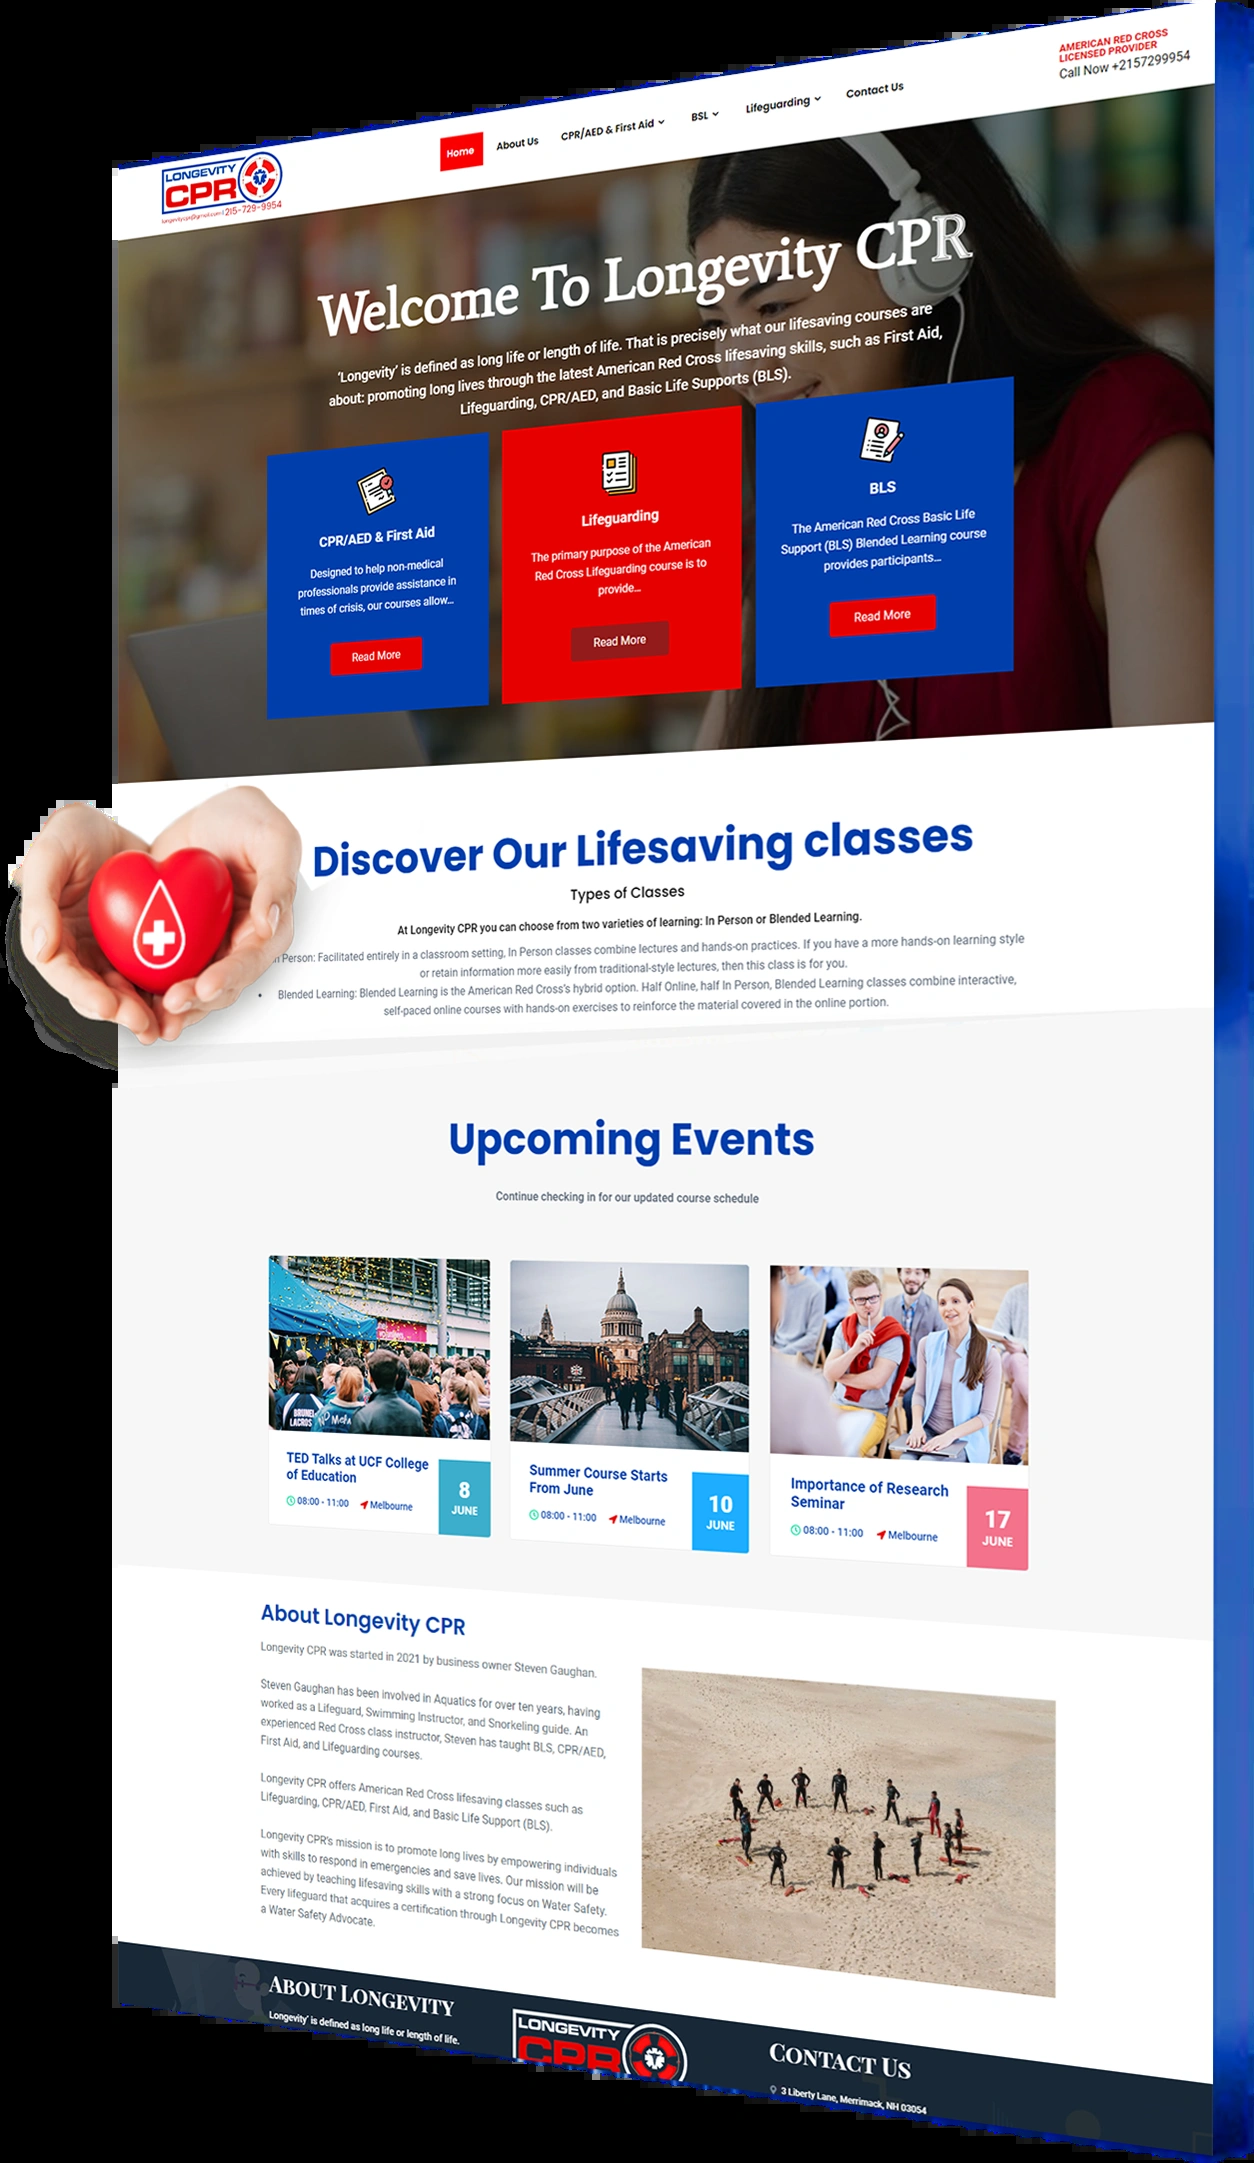 AMERICAN RED CROSS
LICENSED PROVIDER
Call Now +2157299954
Home
About Us
CPR/AED & First Aid
BSL
Lifeguarding
Contact Us
LONGEVITY
CPR
longevitycpr@gmail.com | 215-729-9954
Welcome To Longevity CPR
'Longevity' is defined as long life or length of life. That is precisely what our lifesaving courses are
about: promoting long lives through the latest American Red Cross lifesaving skills, such as First Aid,
Lifeguarding, CPR/AED, and Basic Life Supports (BLS).
CPR/AED & First Aid
Designed to help non-medical
professionals provide assistance in
times of crisis, our courses allow...
Read More
Lifeguarding
The primary purpose of the American
Red Cross Lifeguarding course is to
provide...
Read More
BLS
The American Red Cross Basic Life
Support (BLS) Blended Learning course
provides participants...
Read More
Discover Our Lifesaving classes
Types of Classes
At Longevity CPR you can choose from two varieties of learning: In Person or Blended Learning.
n Person: Facilitated entirely in a classroom setting, In Person classes combine lectures and hands-on practices. If you have a more hands-on learning style
or retain information more easily from traditional-style lectures, then this class is for you.
• Blended Learning: Blended Learning is the American Red Cross's hybrid option. Half Online, half In Person, Blended Learning classes combine interactive,
self-paced online courses with hands-on exercises to reinforce the material covered in the online portion.
Upcoming Events
Continue checking in for our updated course schedule
BRUNEL
LACROS
TED Talks at UCF College
of Education
08:00 - 11:00 Melbourne
8
JUNE
Summer Course Starts
From June
08:00 - 11:00 Melbourne
10
JUNE
Importance of Research
Seminar
08:00 - 11:00 Melbourne
17
JUNE
About Longevity CPR
Longevity CPR was started in 2021 by business owner Steven Gaughan.
Steven Gaughan has been involved in Aquatics for over ten years, having
worked as a Lifeguard, Swimming Instructor, and Snorkeling guide. An
experienced Red Cross class instructor, Steven has taught BLS, CPR/AED,
First Aid, and Lifeguarding courses.
Longevity CPR offers American Red Cross lifesaving classes such as
Lifeguarding, CPR/AED, First Aid, and Basic Life Support (BLS).
Longevity CPR's mission is to promote long lives by empowering individuals
with skills to respond in emergencies and save lives. Our mission will be
achieved by teaching lifesaving skills with a strong focus on Water Safety.
Every lifeguard that acquires a certification through Longevity CPR becomes
a Water Safety Advocate.
ABOUT LONGEVITY
Longevity' is defined as long life or length of life.
LONGEVITY
CPR
CONTACT US
3 Liberty Lane, Merrimack, NH 03054